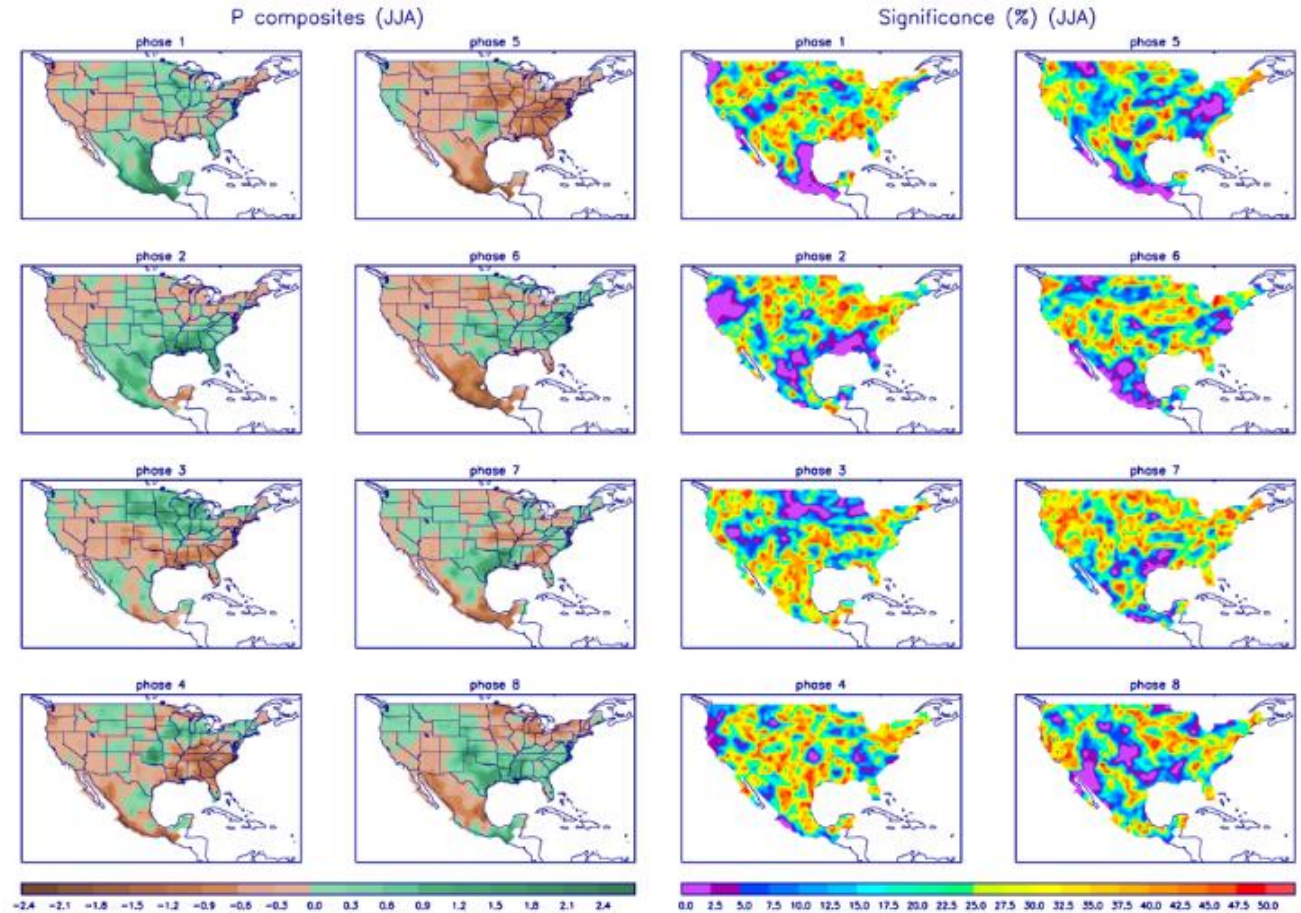 P composites (JJA)
Significance (%) (JJA)
phase 1
phase 5
phase 1
phase 5
phase 2
phase 6
phase 2
phase 6
phase 3
phase 7
phase 3
phase 7
phase 4
phase 8
phase 4
phase 8
-2.4 -2.1 -1.8 -1.5 -1.2 -0.9 -0.6 -0.3 0.0 0.3 0.6 0.9 1.2 1.5 1.8 2.1 2.4
0.0 2.5 5.0 7.5 10.0 12.5 15.0 17.5 20.0 22.5 25.0 27.5 30.0 32.5 35.0 37.5 40.0 42.5 45.0 47.5 50.0